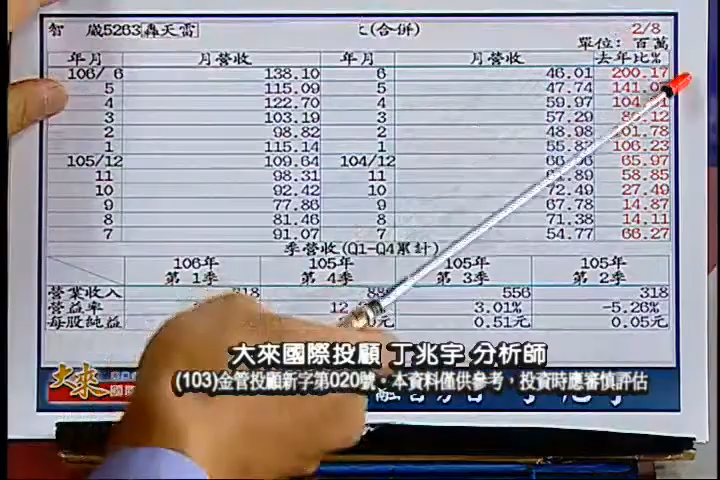 智 崴5263轟天雷 (合併) 2/8
單位: 百萬
年月 月營收 年月 月營收 去年比%
106/ 6 138.10 6 46.01 200.17
5 115.09 5 47.74
4 122.70 4 59.97
3 103.19 3 57.29
2 98.82 2 48.98 101.78
1 115.14 1 106.23
105/12 109.64 104/12 65.97
11 98.31 11 58.85
10 92.42 10 72.49 27.49
9 77.86 9 67.78 14.87
8 81.46 8 71.38 14.11
7 91.07 7 54.77 66.27
季營收(Q1-Q4累計)
106年 105年 105年 105年
第 1季 第 4季 第 3季 第 2季
營業收入 318 556 318
營益率 3.01% -5.26%
每股純益 0.51元 0.05元
大來國際投顧 丁兆宇 分析師
大來
(103)金管投顧新字第020號，本資料僅供參考，投資時應審慎評估